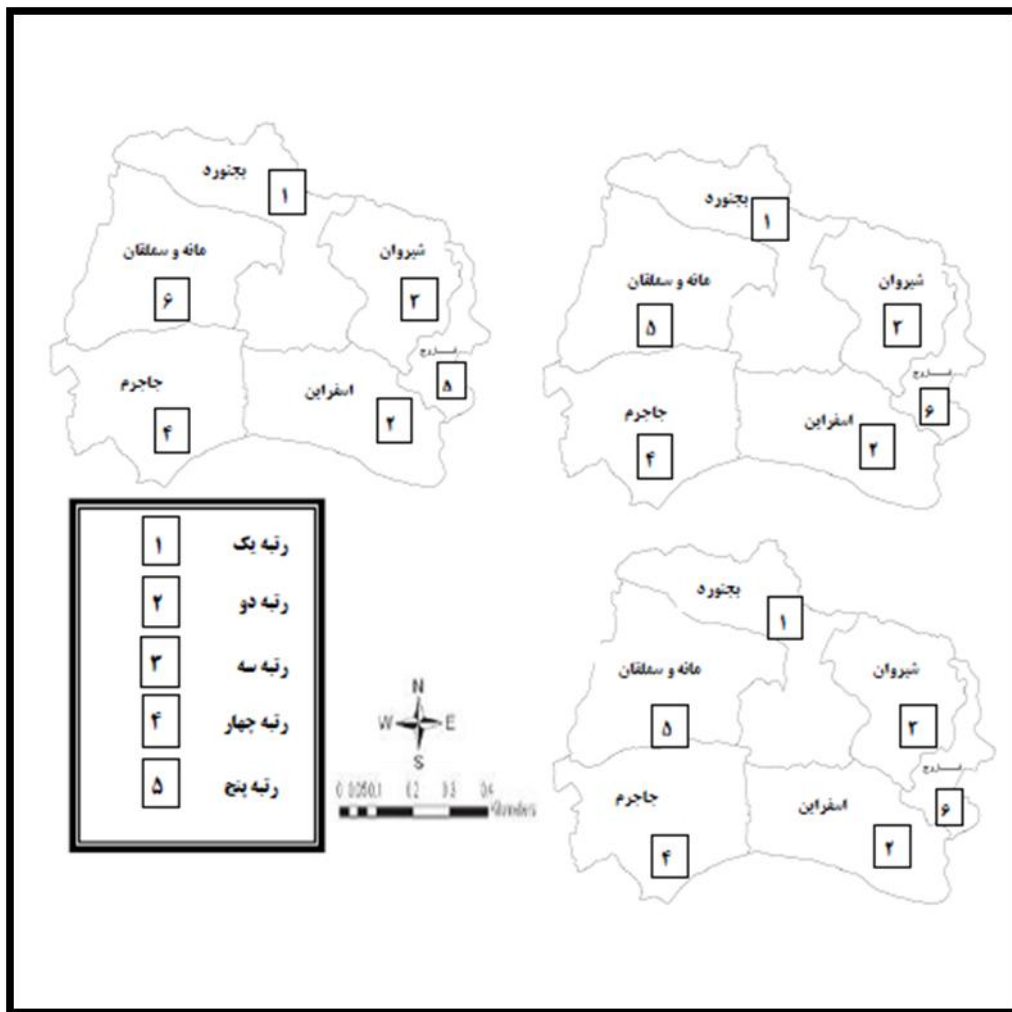 بجنورد
۱
مانه و سملقان
۶
شیروان
۳
۵
جاجرم
۴
اسفراین
۲
بجنورد
۱
مانه و سملقان
۵
شیروان
۳
۶
جاجرم
۴
اسفراین
۲
رتبه یک ۱
رتبه دو ۲
رتبه سه ۳
رتبه چهار ۴
رتبه پنج ۵
N
W E
S
بجنورد
۱
مانه و سملقان
۵
شیروان
۳
۶
جاجرم
۴
اسفراین
۲